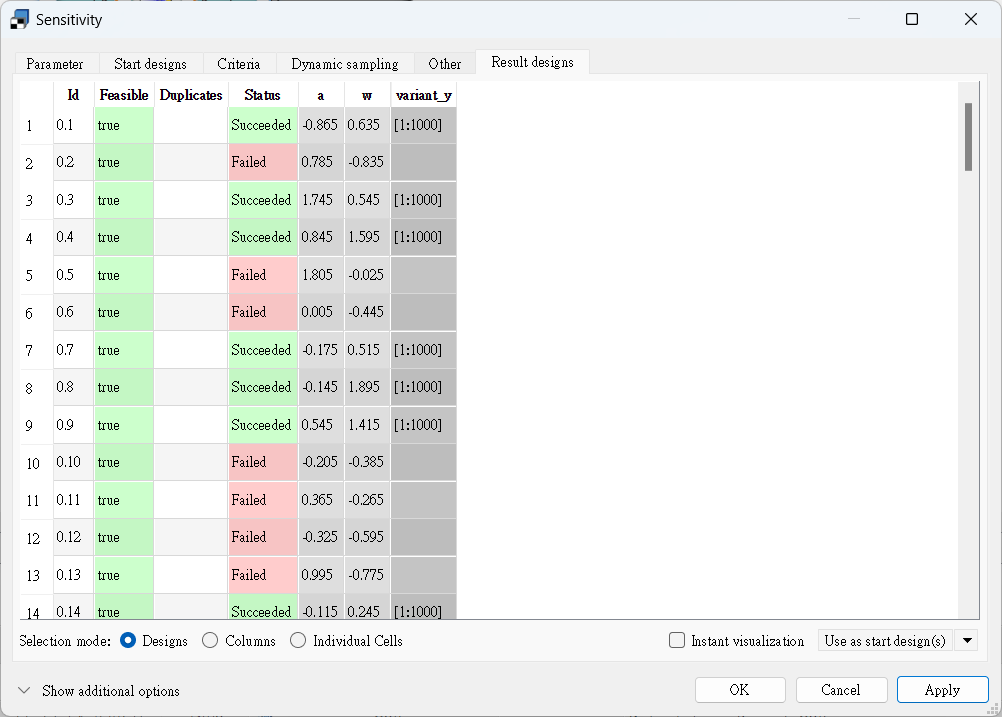 Sensitivity
Parameter Start designs Criteria Dynamic sampling Other Result designs
Id Feasible Duplicates Status a w variant_y
1 0.1 true Succeeded -0.865 0.635 [1:1000]
2 0.2 true Failed 0.785 -0.835
3 0.3 true Succeeded 1.745 0.545 [1:1000]
4 0.4 true Succeeded 0.845 1.595 [1:1000]
5 0.5 true Failed 1.805 -0.025
6 0.6 true Failed 0.005 -0.445
7 0.7 true Succeeded -0.175 0.515 [1:1000]
8 0.8 true Succeeded -0.145 1.895 [1:1000]
9 0.9 true Succeeded 0.545 1.415 [1:1000]
10 0.10 true Failed -0.205 -0.385
11 0.11 true Failed 0.365 -0.265
12 0.12 true Failed -0.325 -0.595
13 0.13 true Failed 0.995 -0.775
14 0.14 true Succeeded -0.115 0.245 [1:1000]
Selection mode: Designs Columns Individual Cells Instant visualization Use as start design(s)
Show additional options OK Cancel Apply